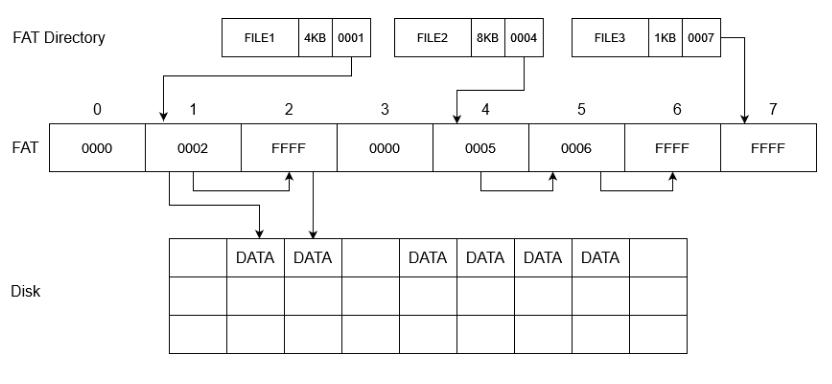 FAT Directory FILE1 4KB 0001 FILE2 8KB 0004 FILE3 1KB 0007
0 1 2 3 4 5 6 7
FAT 0000 0002 FFFF 0000 0005 0006 FFFF FFFF
DATA DATA DATA DATA DATA DATA
Disk